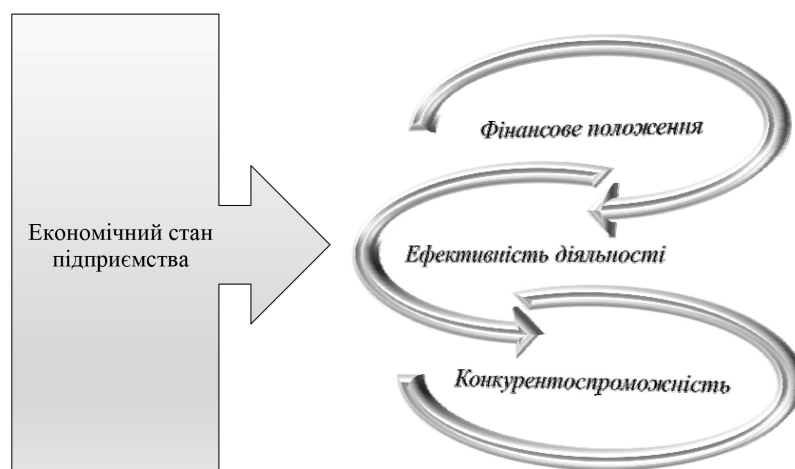 Фінансове положення
Економічний стан
підприємства
Ефективність діяльності
Конкурентоспроможність